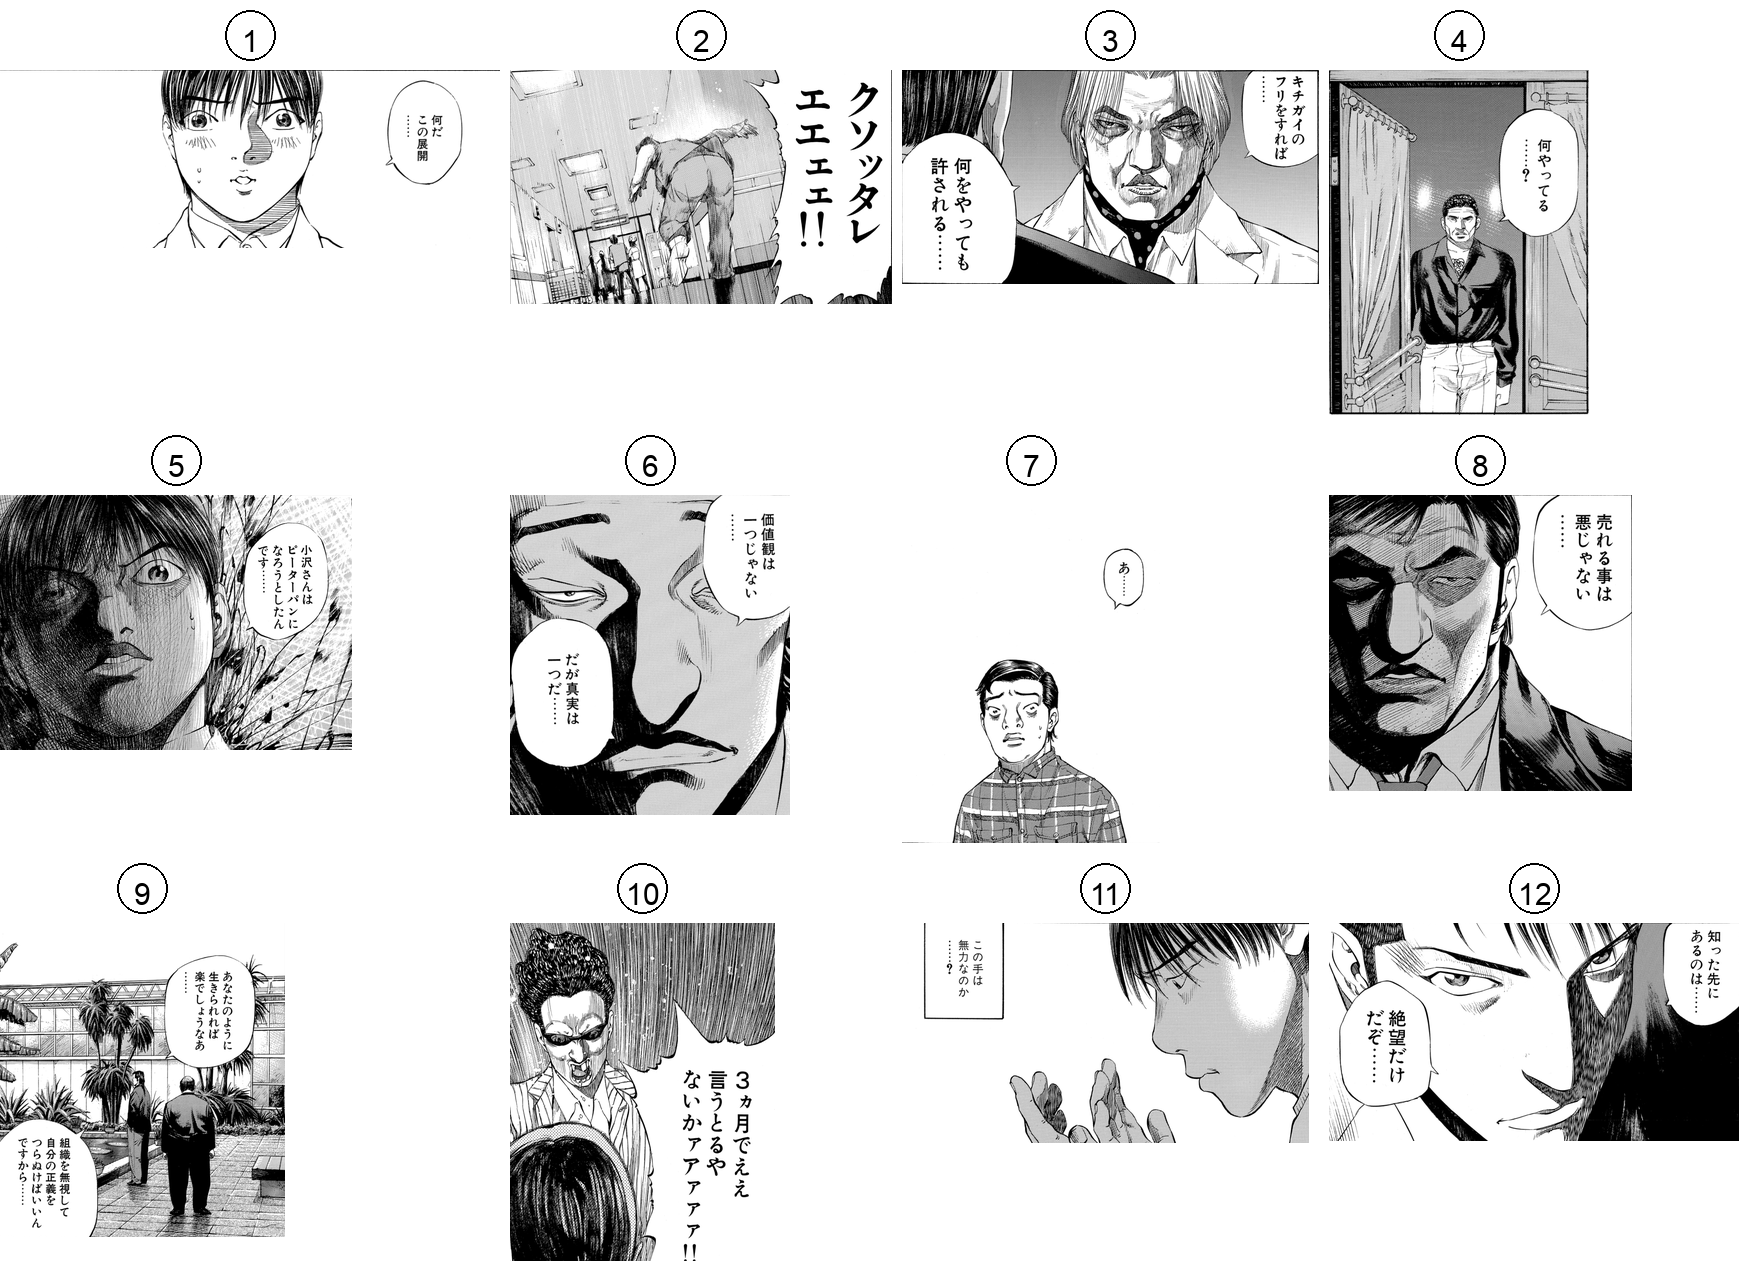 1
何だ
この展開
……
2
クソッタレ
エエェェ!!
3
キチガイの
フリをすれば
……
何をやっても
許される……
4
何やってる
……?
5
小沢さんは
ピーターパンに
なろうとしたん
です……
6
価値観は
一つじゃない
……
だが真実は
一つだ……
7
あ……
8
売れる事は
悪じゃない
……
9
あなたのように
生きられれば
楽でしょうなあ
……
組織を無視して
自分の正義を
つらぬけばいいん
ですから……
10
3ヵ月でええ
言うとるや
ないかァアァァァ!!
11
この手は
無力なのか
……?
12
知った先に
あるのは……
絶望だけ
だぞ……